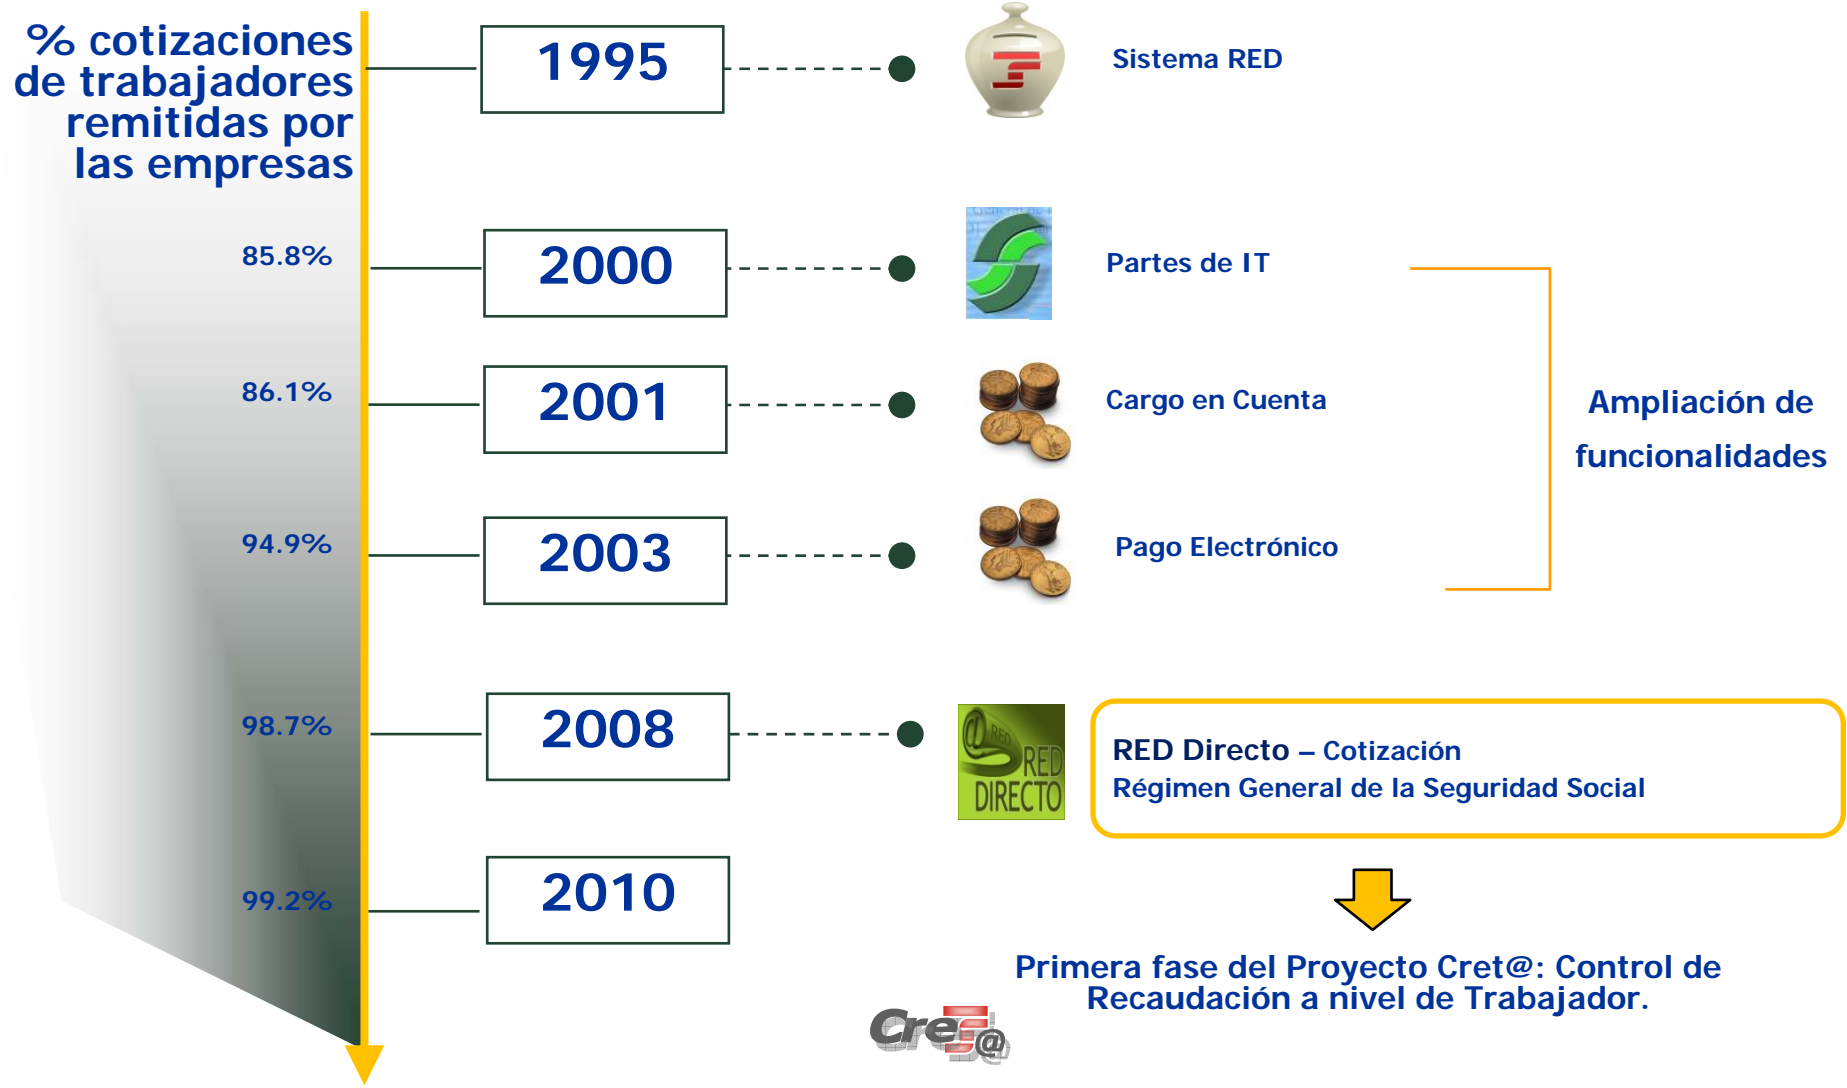 % cotizaciones
de trabajadores
remitidas por
las empresas
1995
Sistema RED
85.8%
2000
Partes de IT
86.1%
2001
Cargo en Cuenta
Ampliación de
funcionalidades
94.9%
2003
Pago Electrónico
98.7%
2008
@ RED
RED
DIRECTO
RED Directo – Cotización
Régimen General de la Seguridad Social
99.2%
2010
Primera fase del Proyecto Cret@: Control de
Recaudación a nivel de Trabajador.
Cret@